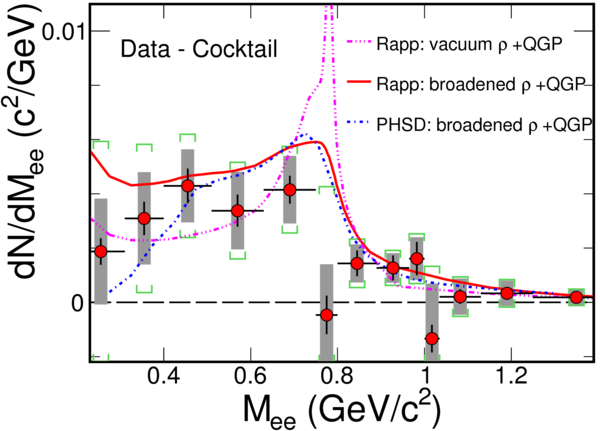 0.01
Data - Cocktail
Rapp: vacuum ρ +QGP
Rapp: broadened ρ +QGP
PHSD: broadened ρ +QGP
dN/dMee (c²/GeV)
0
0.4 0.6 0.8 1 1.2
Mee (GeV/c²)